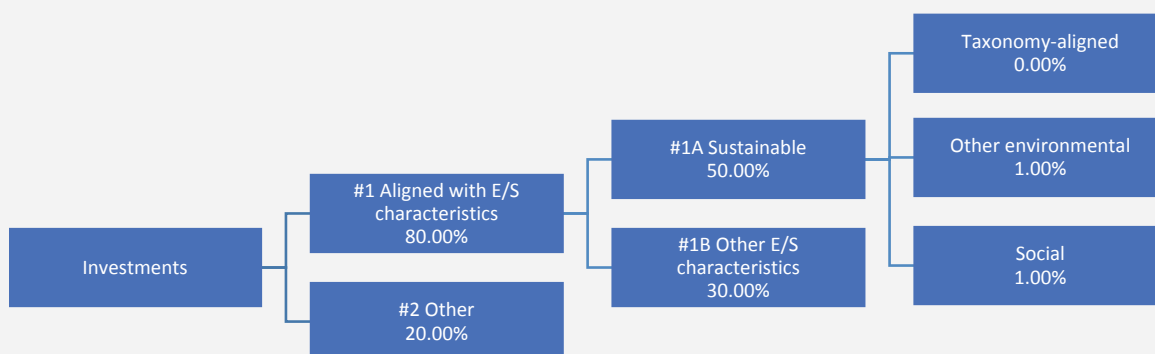 Investments
#1 Aligned with E/S
characteristics
80.00%
#2 Other
20.00%
#1A Sustainable
50.00%
#1B Other E/S
characteristics
30.00%
Taxonomy-aligned
0.00%
Other environmental
1.00%
Social
1.00%